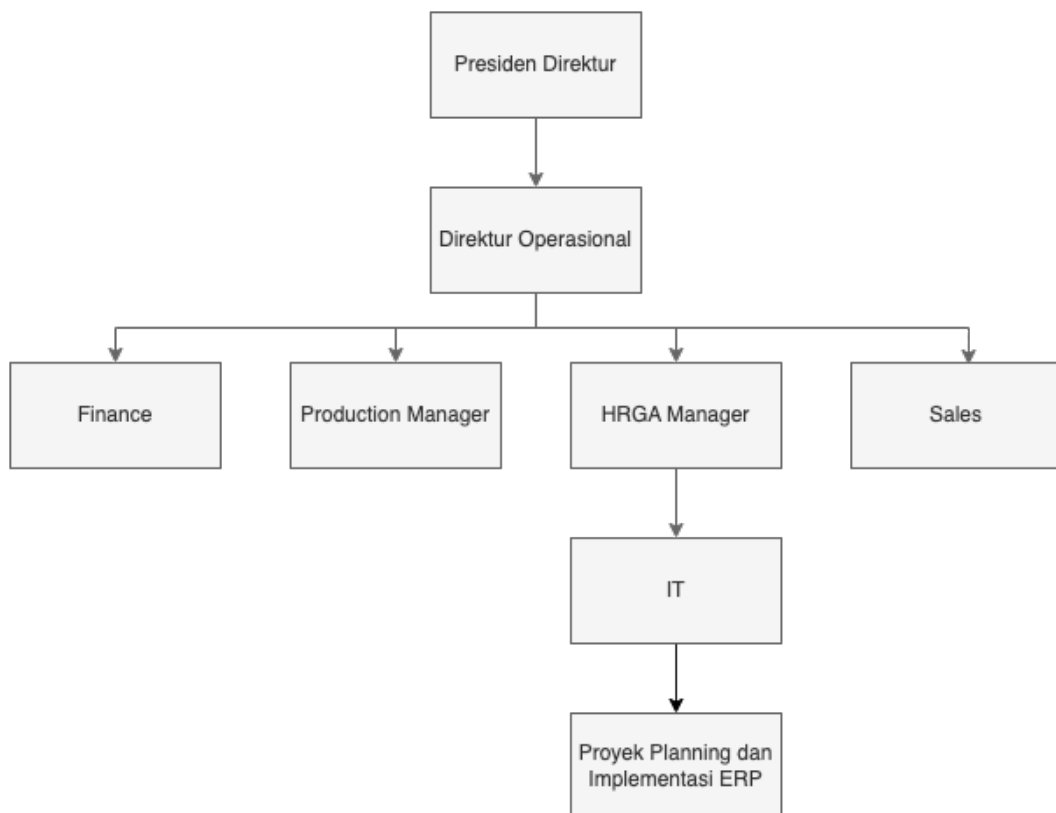 Presiden Direktur
Direktur Operasional
Finance
Production Manager
HRGA Manager
Sales
IT
Proyek Planning dan
Implementasi ERP